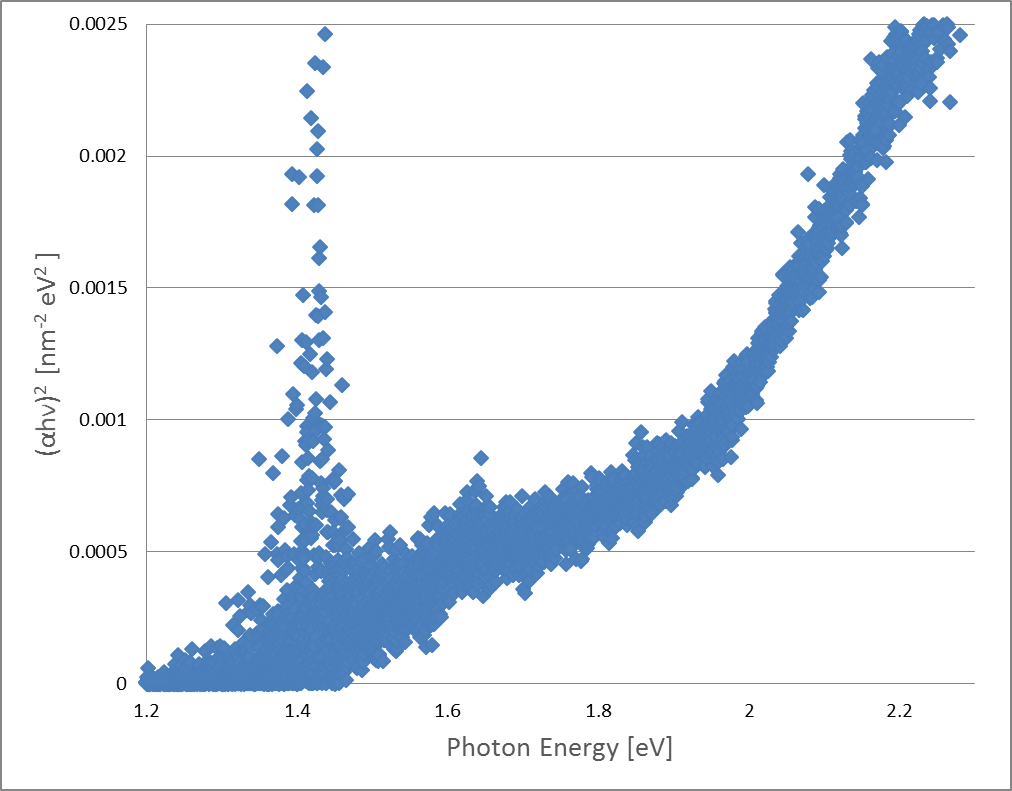 0.0025
0.002
0.0015
0.001
0.0005
0
(αhν)² [nm⁻² eV² ]
1.2 1.4 1.6 1.8 2 2.2
Photon Energy [eV]